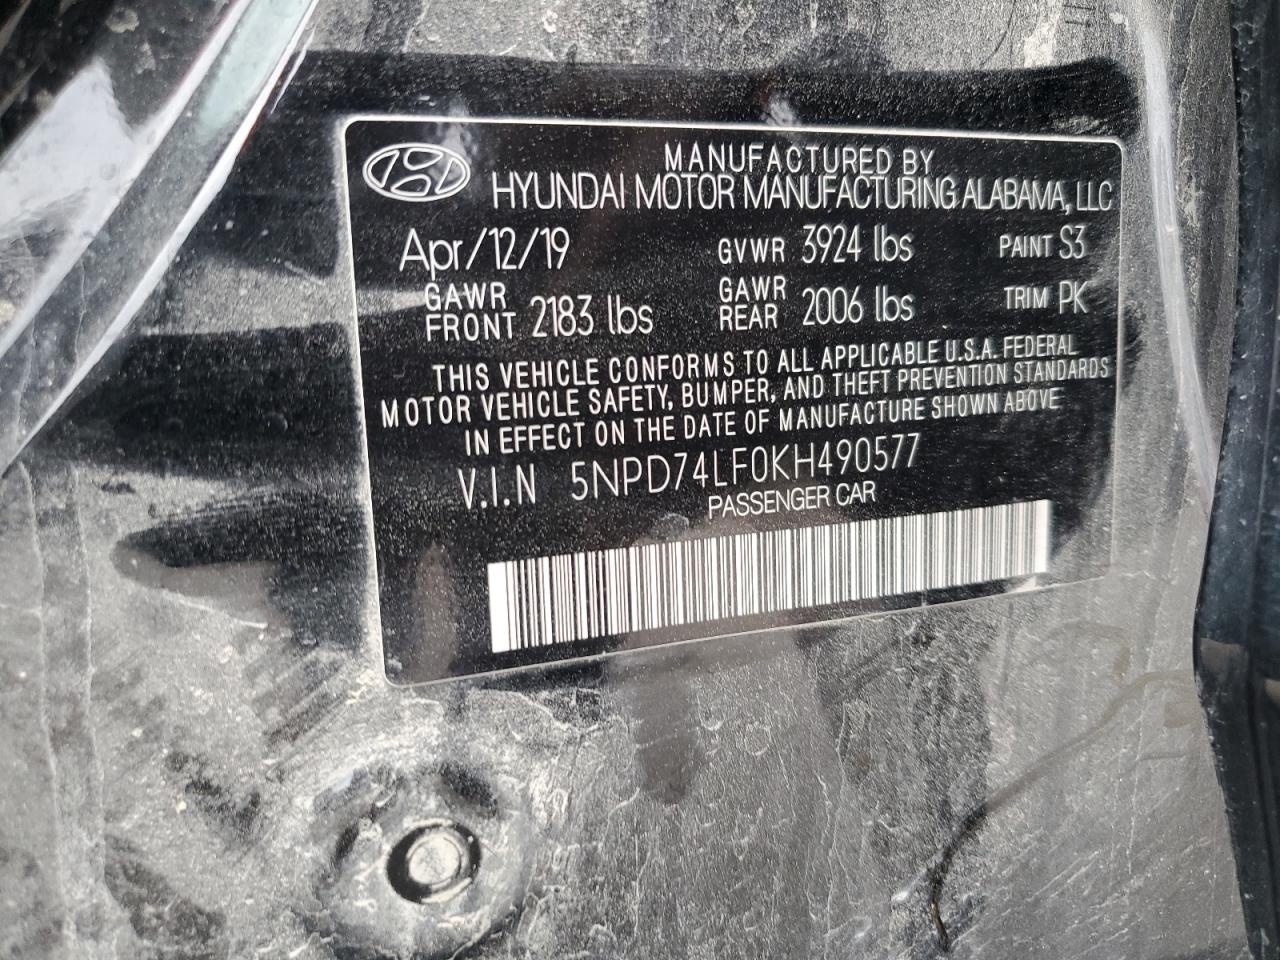 MANUFACTURED BY
HYUNDAI MOTOR MANUFACTURING ALABAMA, LLC
Apr/12/19 GVWR 3924 lbs PAINT S3
GAWR FRONT 2183 lbs GAWR REAR 2006 lbs TRIM PK
THIS VEHICLE CONFORMS TO ALL APPLICABLE U.S.A. FEDERAL
MOTOR VEHICLE SAFETY, BUMPER, AND THEFT PREVENTION STANDARDS
IN EFFECT ON THE DATE OF MANUFACTURE SHOWN ABOVE
V.I.N 5NPD74LF0KH490577
PASSENGER CAR